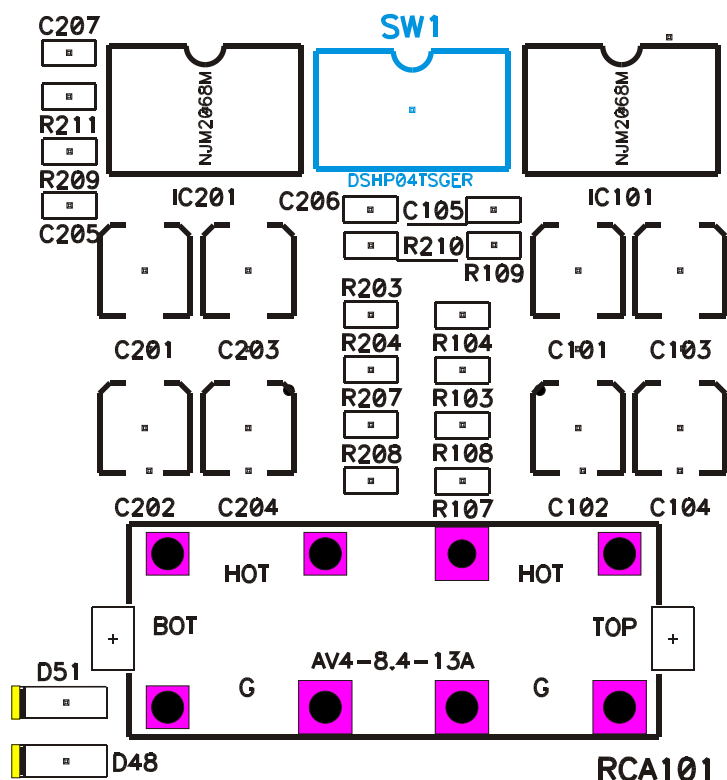 C207
SW1
NJM2068M
NJM2068M
R211
R209
DSHP04TSGER
IC201
IC101
C206
C105
C205
R210
R109
R203
C201
C203
R204
R104
C101
C103
R207
R103
R208
R108
C202
C204
R107
C102
C104
HOT
HOT
BOT
TOP
AV4-8.4-13A
D51
G
G
D48
RCA101